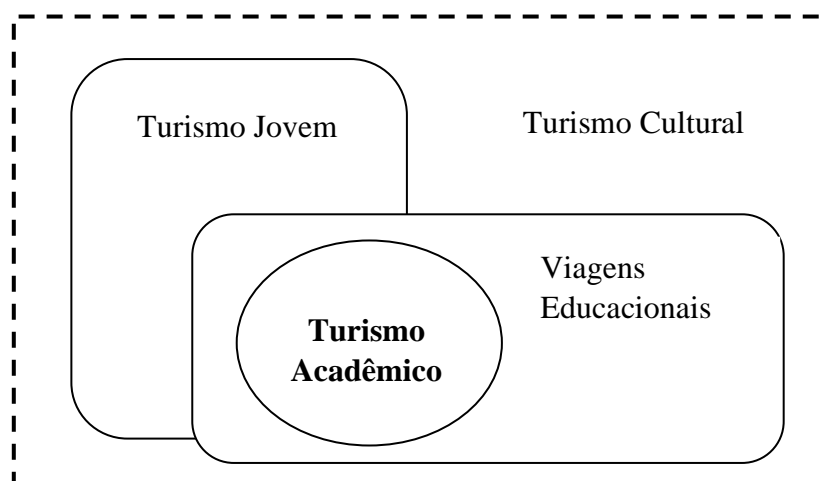 Turismo Jovem
Turismo Cultural
Viagens
Educacionais
Turismo
Acadêmico